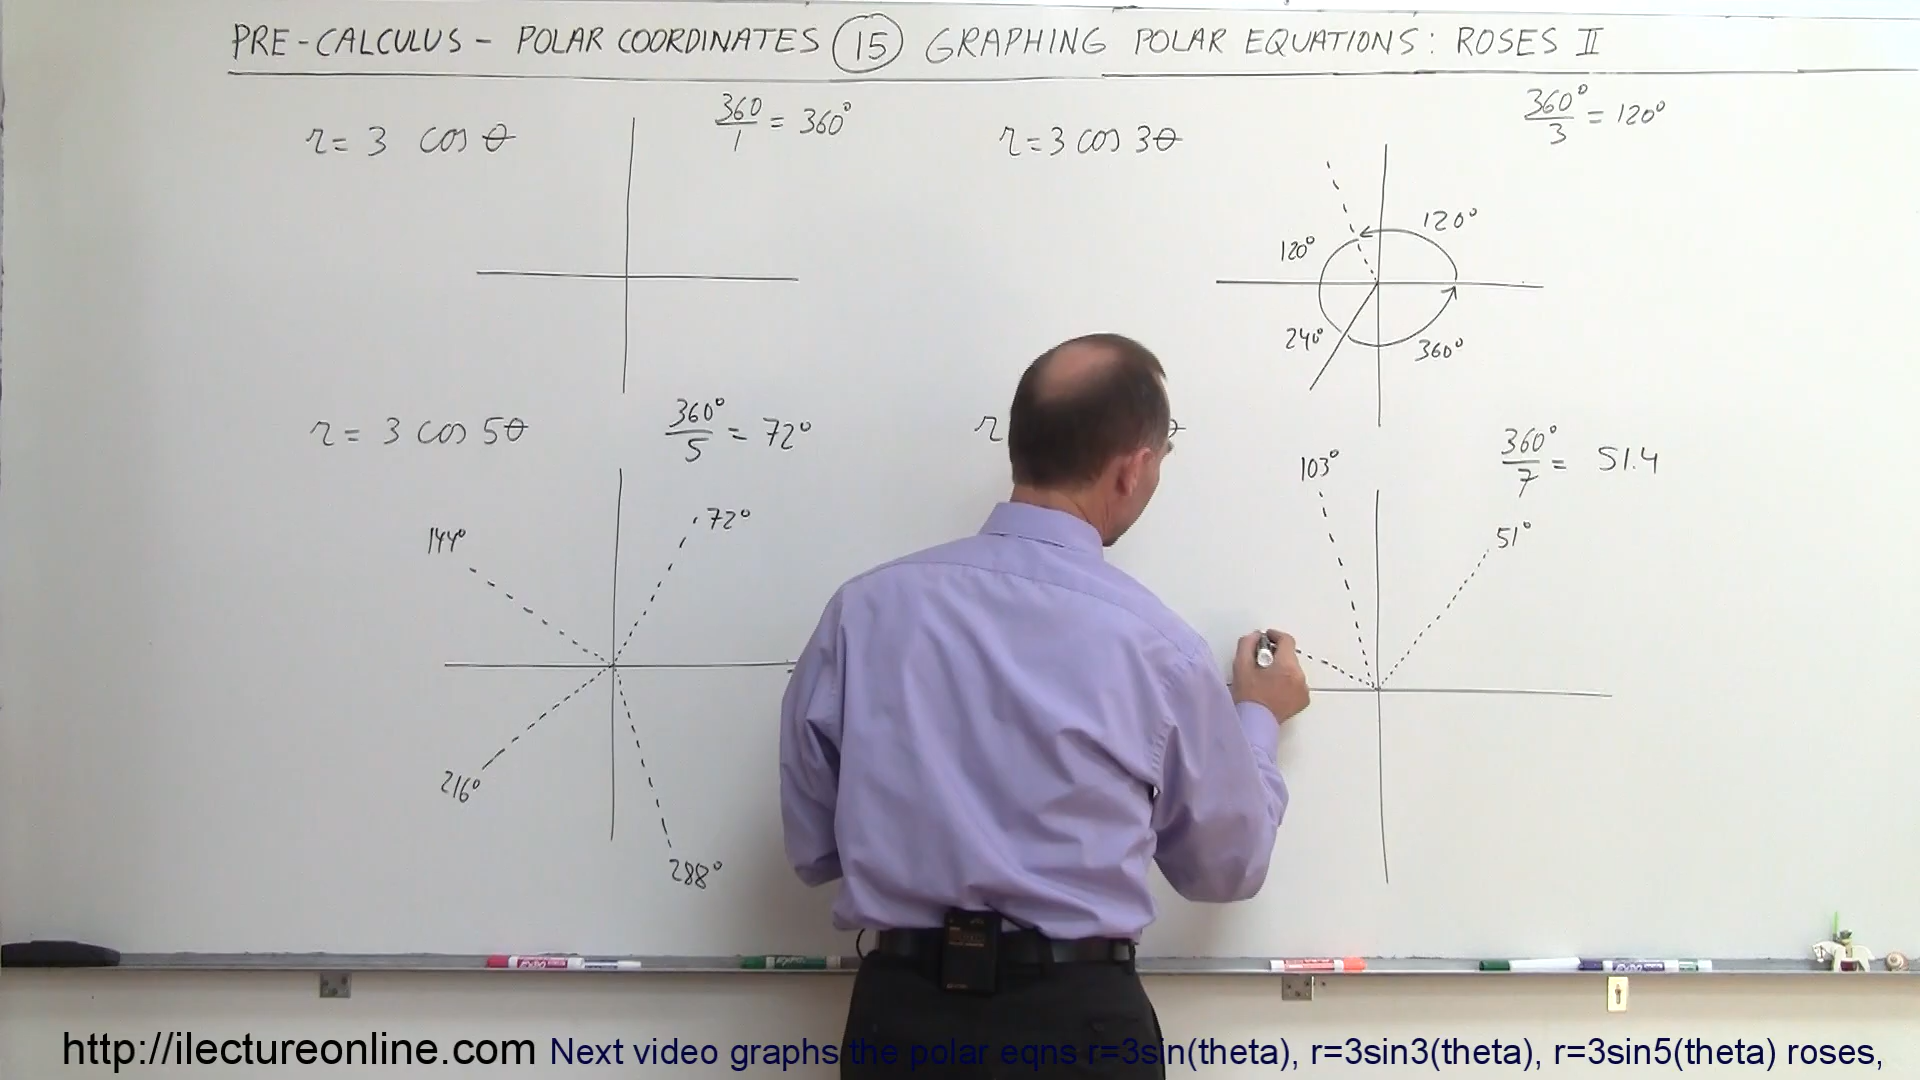 PRE-CALCULUS - POLAR COORDINATES 15 GRAPHING POLAR EQUATIONS: ROSES II
r = 3 cos θ
360/1 = 360°
r = 3 cos 3θ
360°/3 = 120°
120°
120°
240°
360°
r = 3 cos 5θ
360°/5 = 72°
72°
144°
216°
288°
r
360°/7 = 51.4
103°
51°
http://ilectureonline.com Next video graphs the polar eqns r=3sin(theta), r=3sin3(theta), r=3sin5(theta) roses,